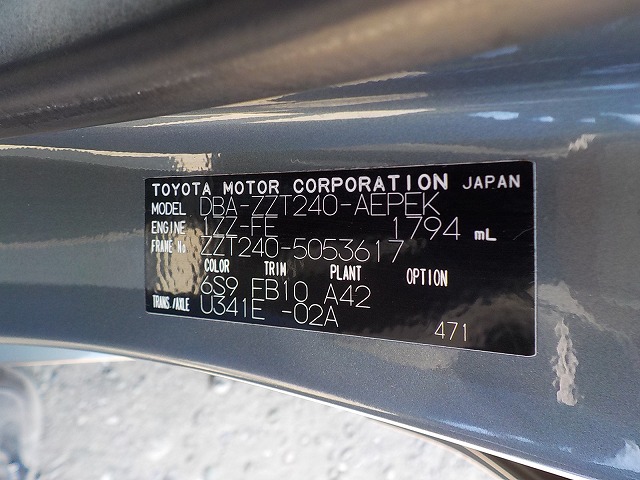 TOYOTA MOTOR CORPORATION JAPAN
MODEL DBA-ZZT240-AEPEK
ENGINE 1ZZ-FE 1794 mL
FRAME No ZZT240-5053617
COLOR TRIM PLANT OPTION
6S9 FB10 A42
TRANS/AXLE U341E -02A
471